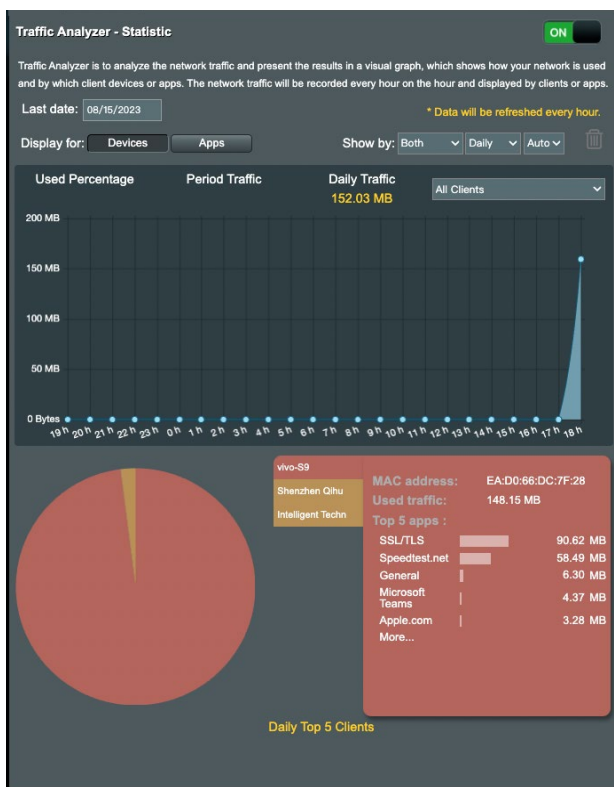 Traffic Analyzer - Statistic
ON
Traffic Analyzer is to analyze the network traffic and present the results in a visual graph, which shows how your network is used
and by which client devices or apps. The network traffic will be recorded every hour on the hour and displayed by clients or apps.
Last date: 08/15/2023
* Data will be refreshed every hour.
Display for: Devices Apps Show by: Both Daily Auto
Used Percentage Period Traffic Daily Traffic
152.03 MB
All Clients
200 MB
150 MB
100 MB
50 MB
0 Bytes
19 h 20 h 21 h 22 h 23 h 0 h 1 h 2 h 3 h 4 h 5 h 6 h 7 h 8 h 9 h 10 h 11 h 12 h 13 h 14 h 15 h 16 h 17 h 18 h
vivo-S9
Shenzhen Qihu
Intelligent Techn
MAC address: EA:D0:66:DC:7F:28
Used traffic: 148.15 MB
Top 5 apps :
SSL/TLS 90.62 MB
Speedtest.net 58.49 MB
General 6.30 MB
Microsoft
Teams 4.37 MB
Apple.com 3.28 MB
More...
Daily Top 5 Clients